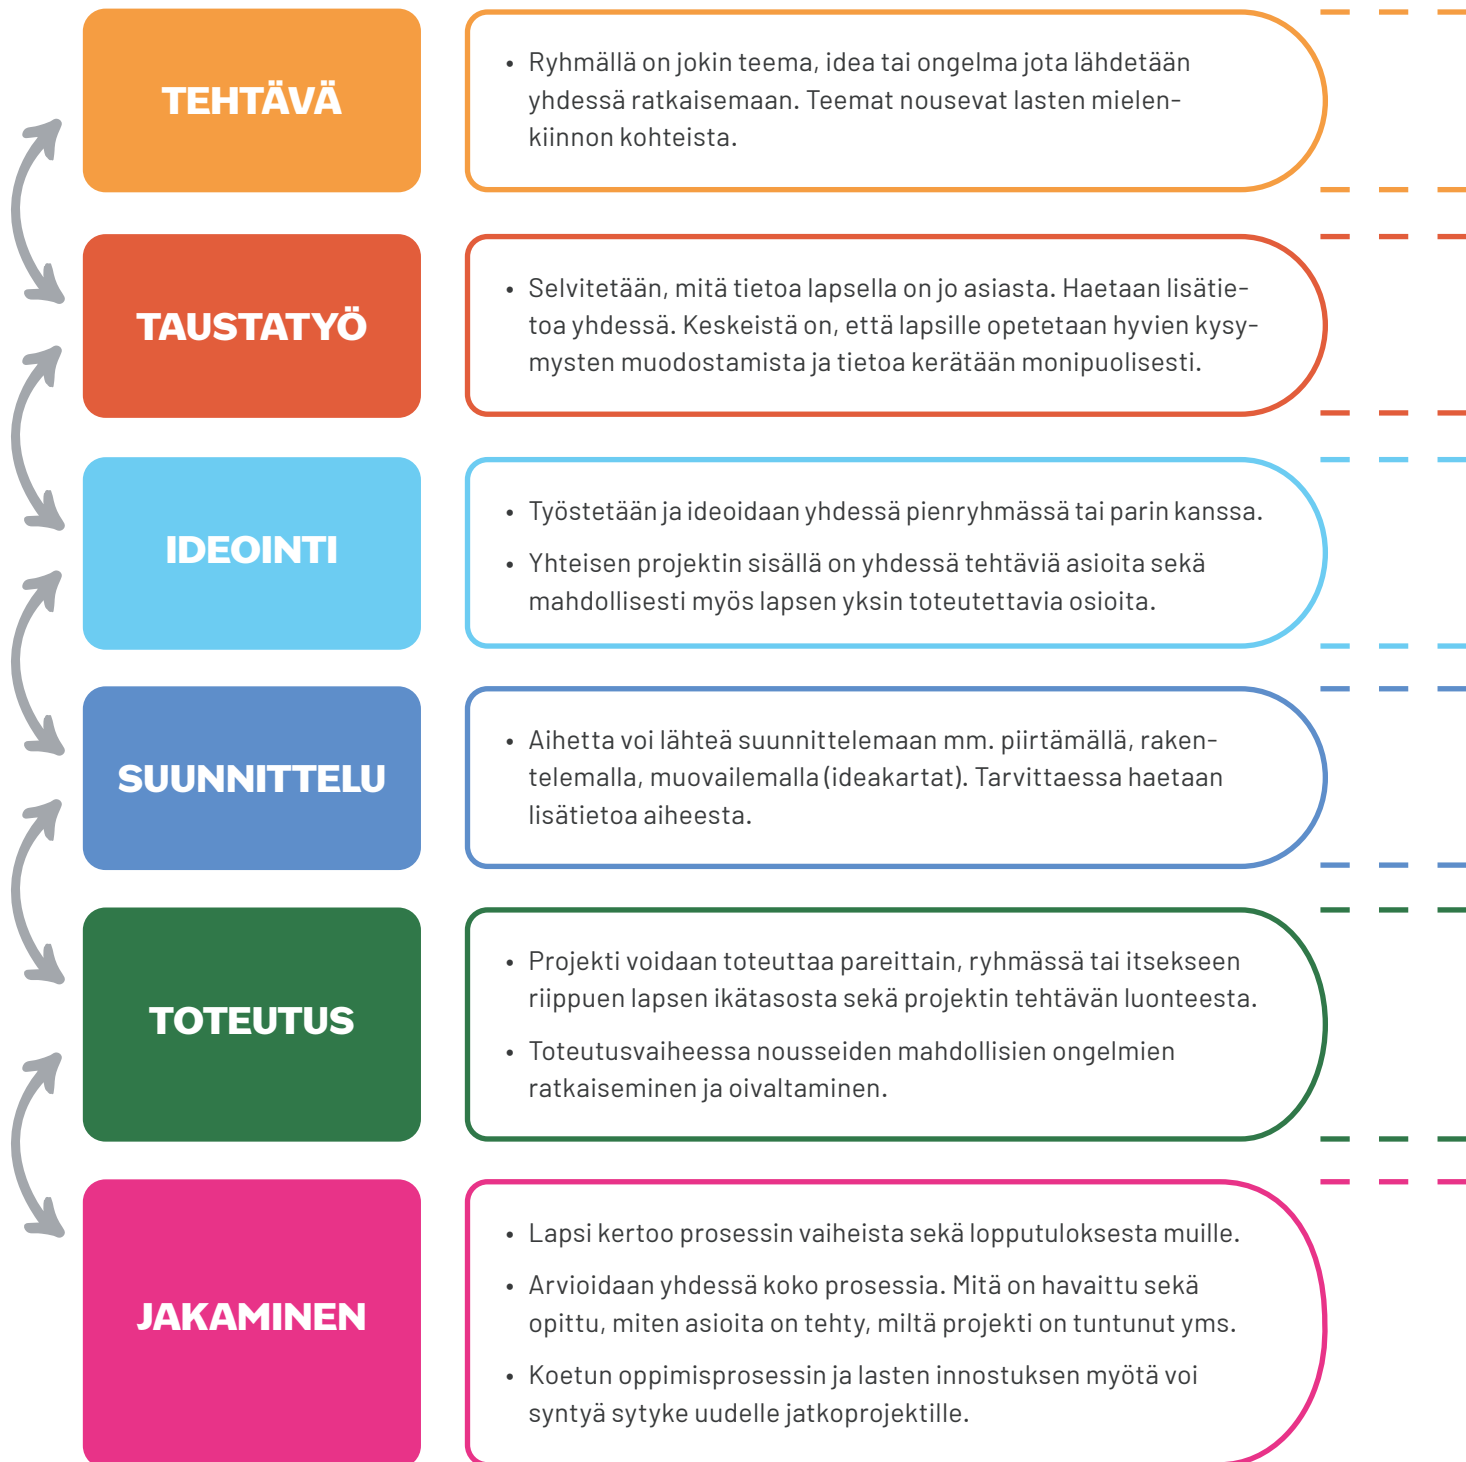 TEHTÄVÄ
• Ryhmällä on jokin teema, idea tai ongelma jota lähdetään
yhdessä ratkaisemaan. Teemat nousevat lasten mielen-
kiinnon kohteista.
TAUSTATYÖ
• Selvitetään, mitä tietoa lapsella on jo asiasta. Haetaan lisätie-
toa yhdessä. Keskeistä on, että lapsille opetetaan hyvien kysy-
mysten muodostamista ja tietoa kerätään monipuolisesti.
IDEOINTI
• Työstetään ja ideoidaan yhdessä pienryhmässä tai parin kanssa.
• Yhteisen projektin sisällä on yhdessä tehtäviä asioita sekä
mahdollisesti myös lapsen yksin toteutettavia osioita.
SUUNNITTELU
• Aihetta voi lähteä suunnittelemaan mm. piirtämällä, raken-
telemalla, muovailemalla (ideakartat). Tarvittaessa haetaan
lisätietoa aiheesta.
TOTEUTUS
• Projekti voidaan toteuttaa pareittain, ryhmässä tai itsekseen
riippuen lapsen ikätasosta sekä projektin tehtävän luonteesta.
• Toteutusvaiheessa nousseiden mahdollisien ongelmien
ratkaiseminen ja oivaltaminen.
JAKAMINEN
• Lapsi kertoo prosessin vaiheista sekä lopputuloksesta muille.
• Arvioidaan yhdessä koko prosessia. Mitä on havaittu sekä
opittu, miten asioita on tehty, miltä projekti on tuntunut yms.
• Koetun oppimisprosessin ja lasten innostuksen myötä voi
syntyä sytyke uudelle jatkoprojektille.